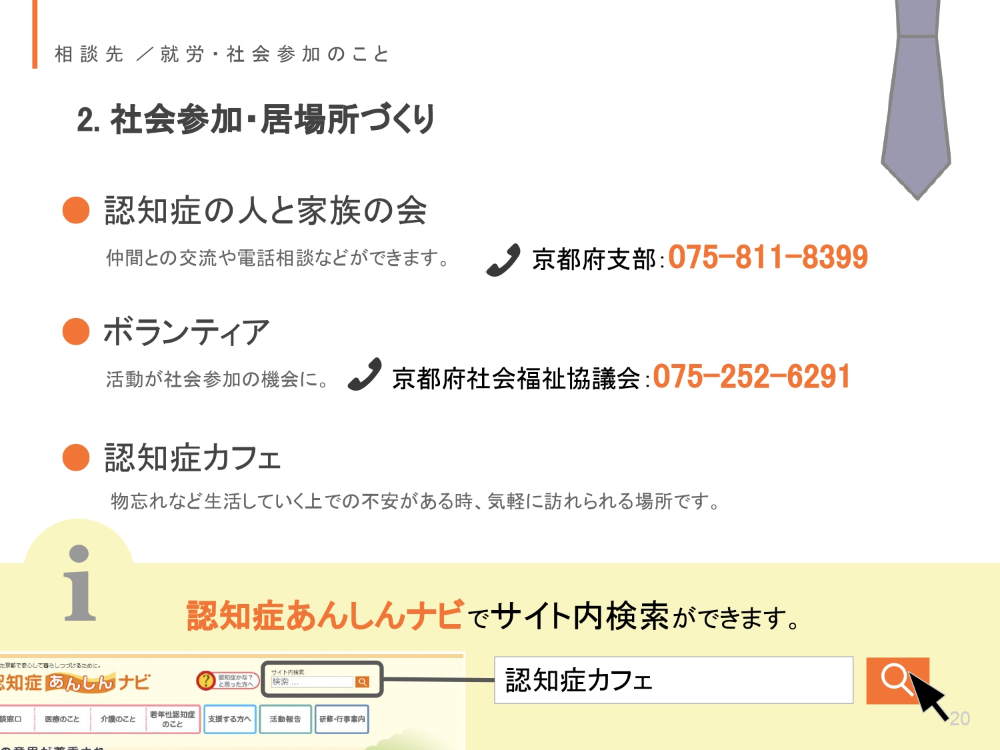 相談先 ／就労・社会参加のこと
2. 社会参加・居場所づくり
認知症の人と家族の会
仲間との交流や電話相談などができます。
京都府支部：075−811−8399
ボランティア
活動が社会参加の機会に。
京都府社会福祉協議会：075−252−6291
認知症カフェ
物忘れなど生活していく上での不安がある時、気軽に訪れられる場所です。
i
認知症あんしんナビでサイト内検索ができます。
た京都で安心して暮らしつづけるために。
知症 あんしん ナビ
? 認知症かな？
と思った方へ
サイト内検索
検索 …
認知症カフェ
談窓口
医療のこと
介護のこと
若年性認知症
のこと
支援する方へ
活動報告
研修・行事案内
20